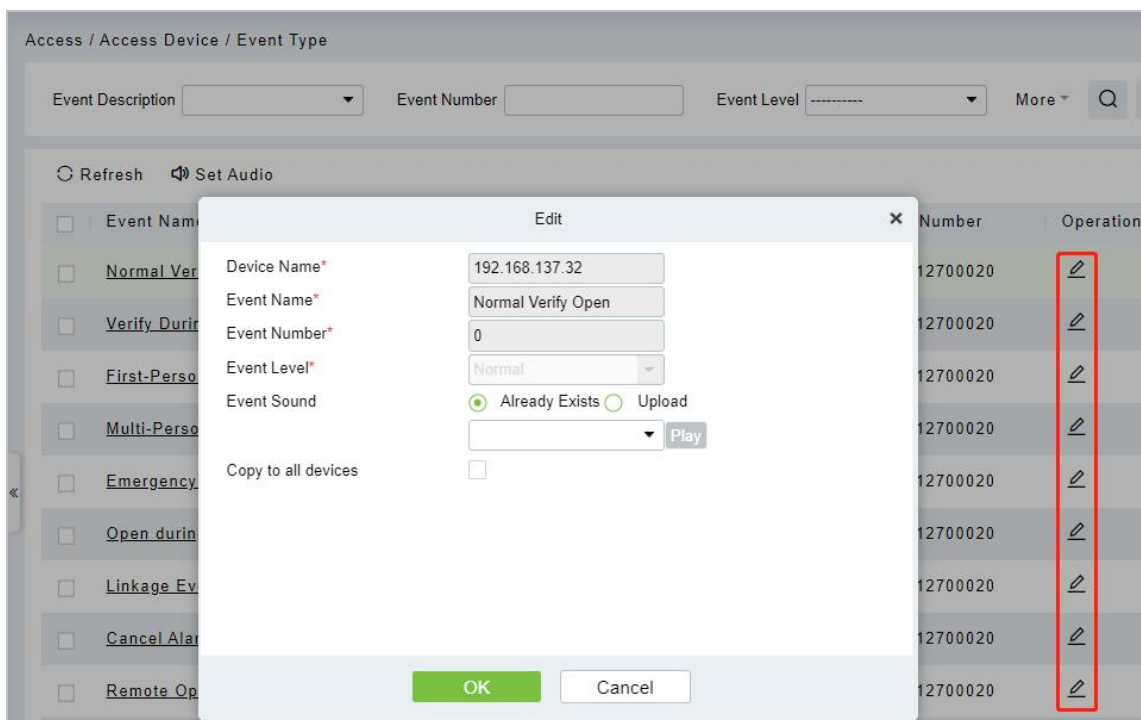 Access / Access Device / Event Type
Event Description Event Number Event Level ---------- More
Refresh Set Audio
Event Nam Edit × Number Operation
Device Name* 192.168.137.32
Normal Ver 12700020
Event Name* Normal Verify Open
Event Number* 0
Verify Durin 12700020
Event Level* Normal
First-Perso 12700020
Event Sound Already Exists Upload
Multi-Perso Play 12700020
Copy to all devices
Emergency 12700020
Open durin 12700020
Linkage Ev 12700020
Cancel Alar 12700020
Remote Op OK Cancel 12700020